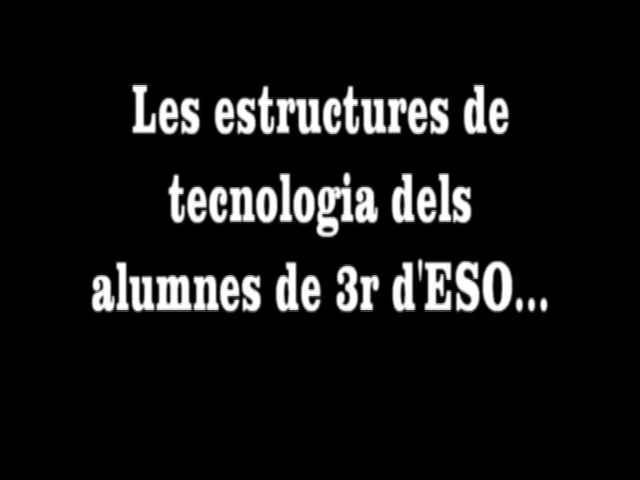 Les estructures de
tecnologia dels
alumnes de 3r d'ESO...